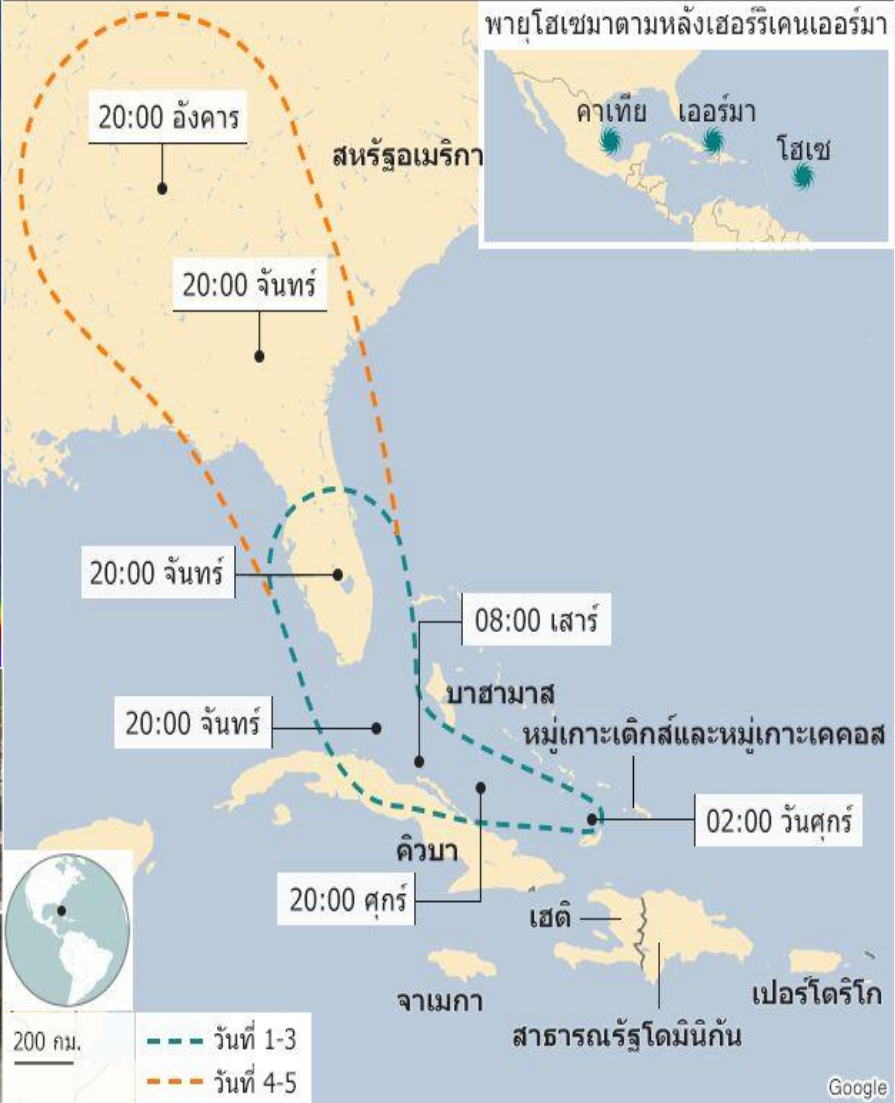 พายุโฮเซมาตามหลังเฮอร์ริเคนเออร์มา
คาเทีย
เออร์มา
โฮเซ
20:00 อังคาร
สหรัฐอเมริกา
20:00 จันทร์
20:00 จันทร์
08:00 เสาร์
บาฮามาส
20:00 จันทร์
หมู่เกาะเติกส์และหมู่เกาะเคคอส
02:00 วันศุกร์
คิวบา
20:00 ศุกร์
เฮติ
จาเมกา
เปอร์โตริโก
สาธารณรัฐโดมินิกัน
200 กม.
วันที่ 1-3
วันที่ 4-5
Google